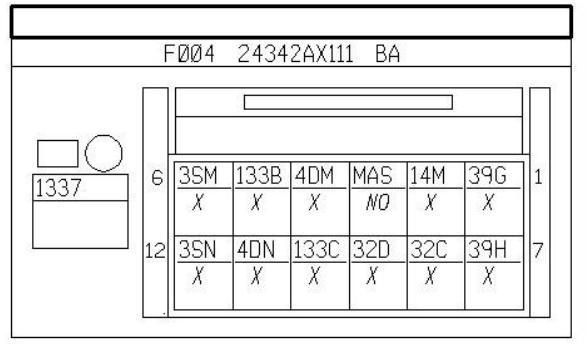 F004 24342AX111 BA
1337
6 3SM 133B 4DM MAS 14M 39G 1
X X X NO X X
12 3SN 4DN 133C 32D 32C 39H 7
X X X X X X